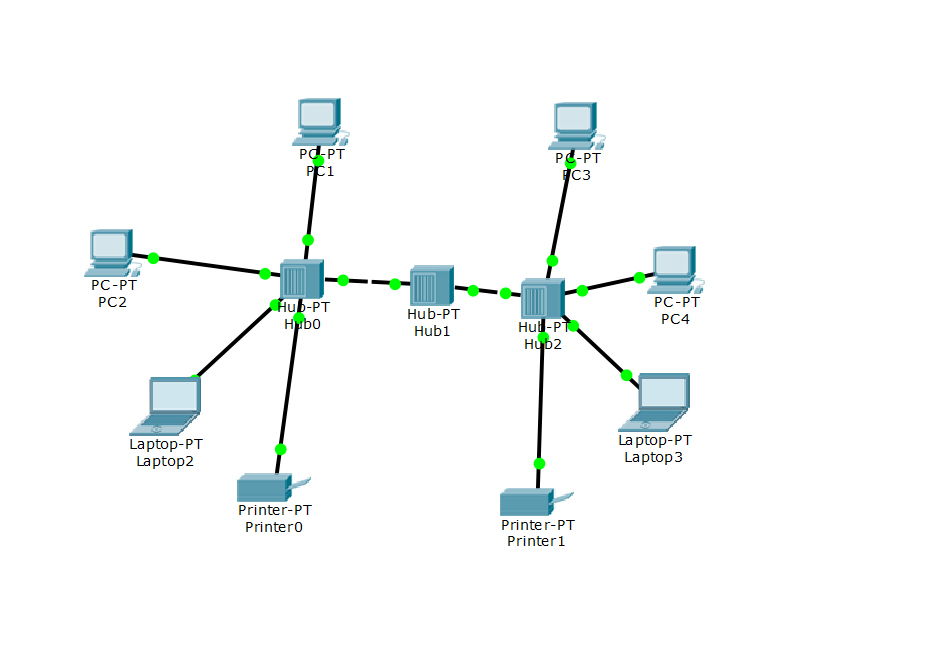 PC-PT
PC1
PC-PT
PC3
PC-PT
PC2
Hub-PT
Hub0
Hub-PT
Hub1
Hub-PT
Hub2
PC-PT
PC4
Laptop-PT
Laptop2
Laptop-PT
Laptop3
Printer-PT
Printer0
Printer-PT
Printer1